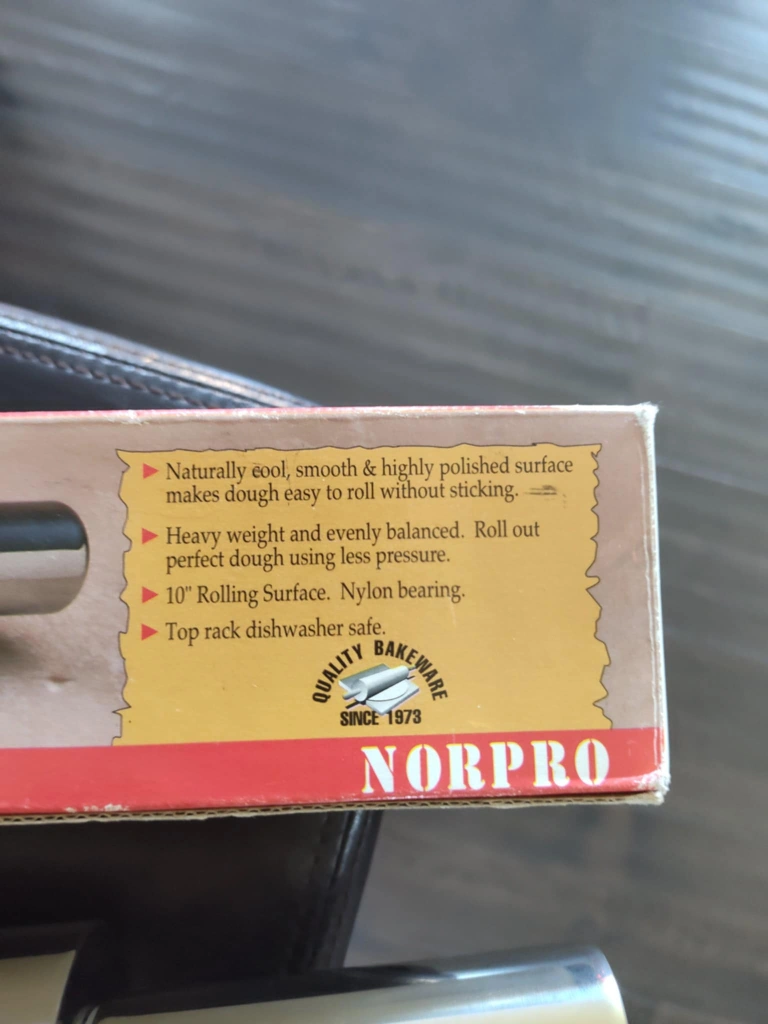 Naturally cool, smooth & highly polished surface
makes dough easy to roll without sticking.
Heavy weight and evenly balanced. Roll out
perfect dough using less pressure.
10" Rolling Surface. Nylon bearing.
Top rack dishwasher safe.
QUALITY BAKEWARE
SINCE 1973
NORPRO